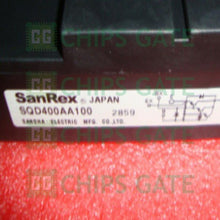 CHIPS GATE
SanRex ® JAPAN
SQD400AA100 2859
SANSHA ELECTRIC MFG. CO.,LTD.
CHIPS GATE